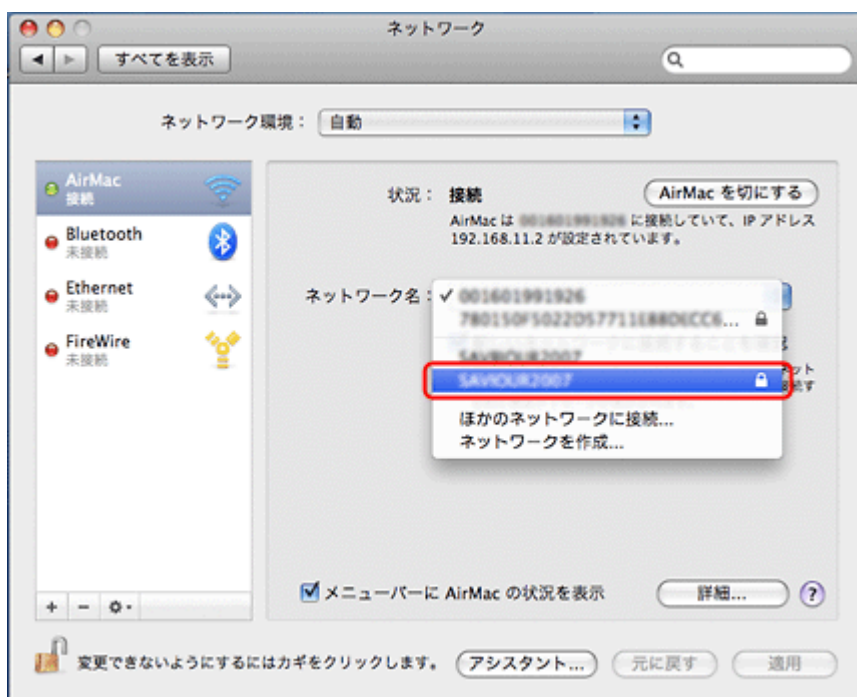 ネットワーク
すべてを表示
ネットワーク環境： 自動
AirMac
接続
Bluetooth
未接続
Ethernet
未接続
FireWire
未接続
状況： 接続
AirMac を切にする
AirMac は に接続していて、IP アドレス
192.168.11.2 が設定されています。
ネットワーク名：
ほかのネットワークに接続...
ネットワークを作成...
メニューバーに AirMac の状況を表示
詳細...
?
変更できないようにするにはカギをクリックします。
アシスタント...
元に戻す
適用